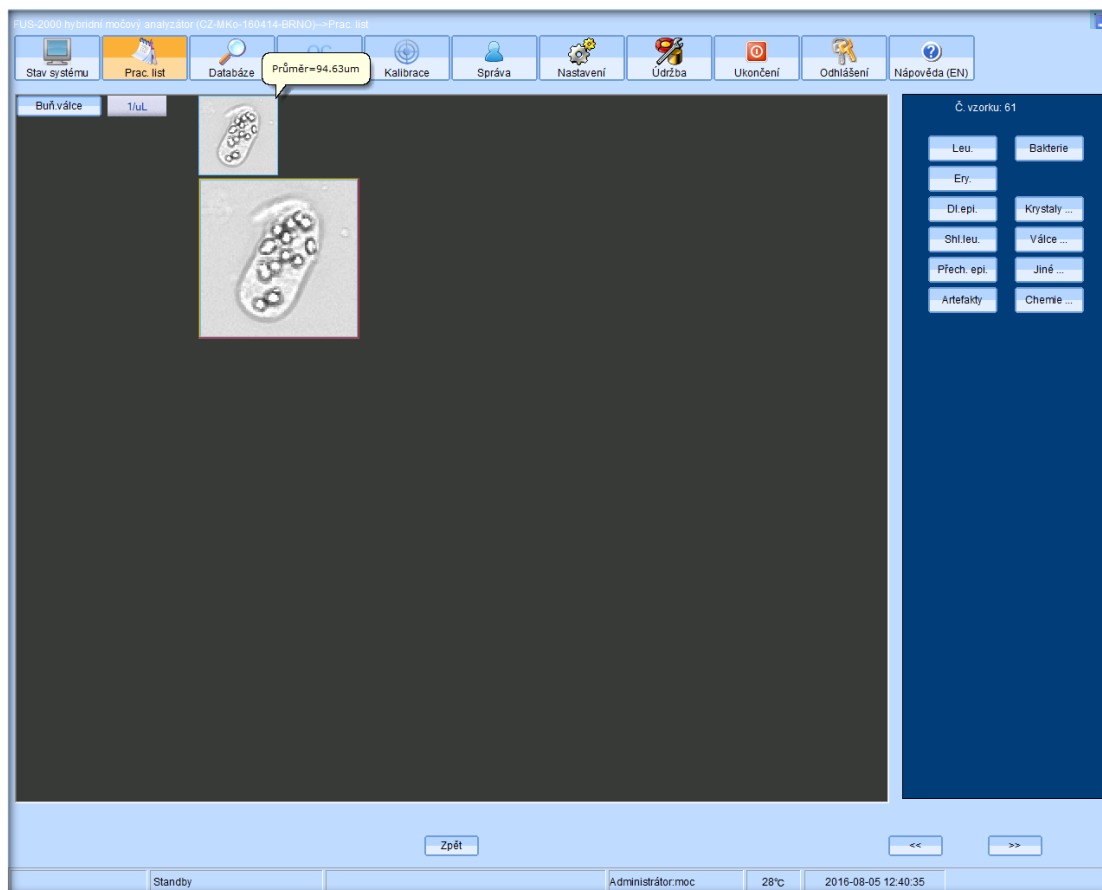 FUS-2000 hybridní močový analyzátor (CZ-MKo-160414-BRNO)-->Prac. list
Stav systému
Prac. list
Databáze
Kalibrace
Správa
Nastavení
Údržba
Ukončení
Odhlášení
Nápověda (EN)
Průměr=94.63um
Buň.válce
1/uL
Č. vzorku: 61
Leu.
Bakterie
Ery.
Dl.epi.
Krystaly ...
Shl.leu.
Válce ...
Přech. epi.
Jiné ...
Artefakty
Chemie ...
Zpět
<<
>>
Standby
Administrátor:moc
28°C
2016-08-05 12:40:35